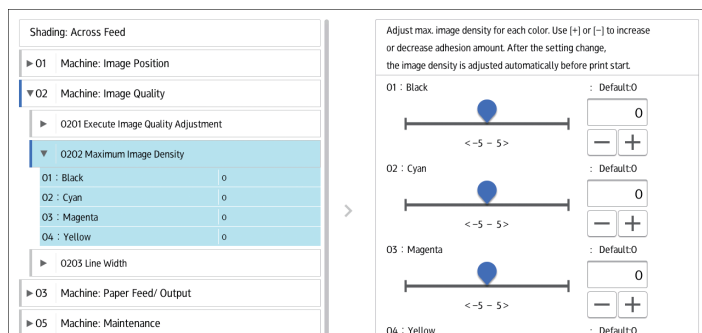 Shading: Across Feed
▶ 01 Machine: Image Position
▼ 02 Machine: Image Quality
▶ 0201 Execute Image Quality Adjustment
▼ 0202 Maximum Image Density
01 : Black 0
02 : Cyan 0
03 : Magenta 0
04 : Yellow 0
▶ 0203 Line Width
▶ 03 Machine: Paper Feed/ Output
▶ 05 Machine: Maintenance
Adjust max. image density for each color. Use [+] or [−] to increase
or decrease adhesion amount. After the setting change,
the image density is adjusted automatically before print start.
01 : Black : Default:0
0
< -5 – 5 >
02 : Cyan : Default:0
0
< -5 – 5 >
03 : Magenta : Default:0
0
< -5 – 5 >
04 : Yellow : Default:0